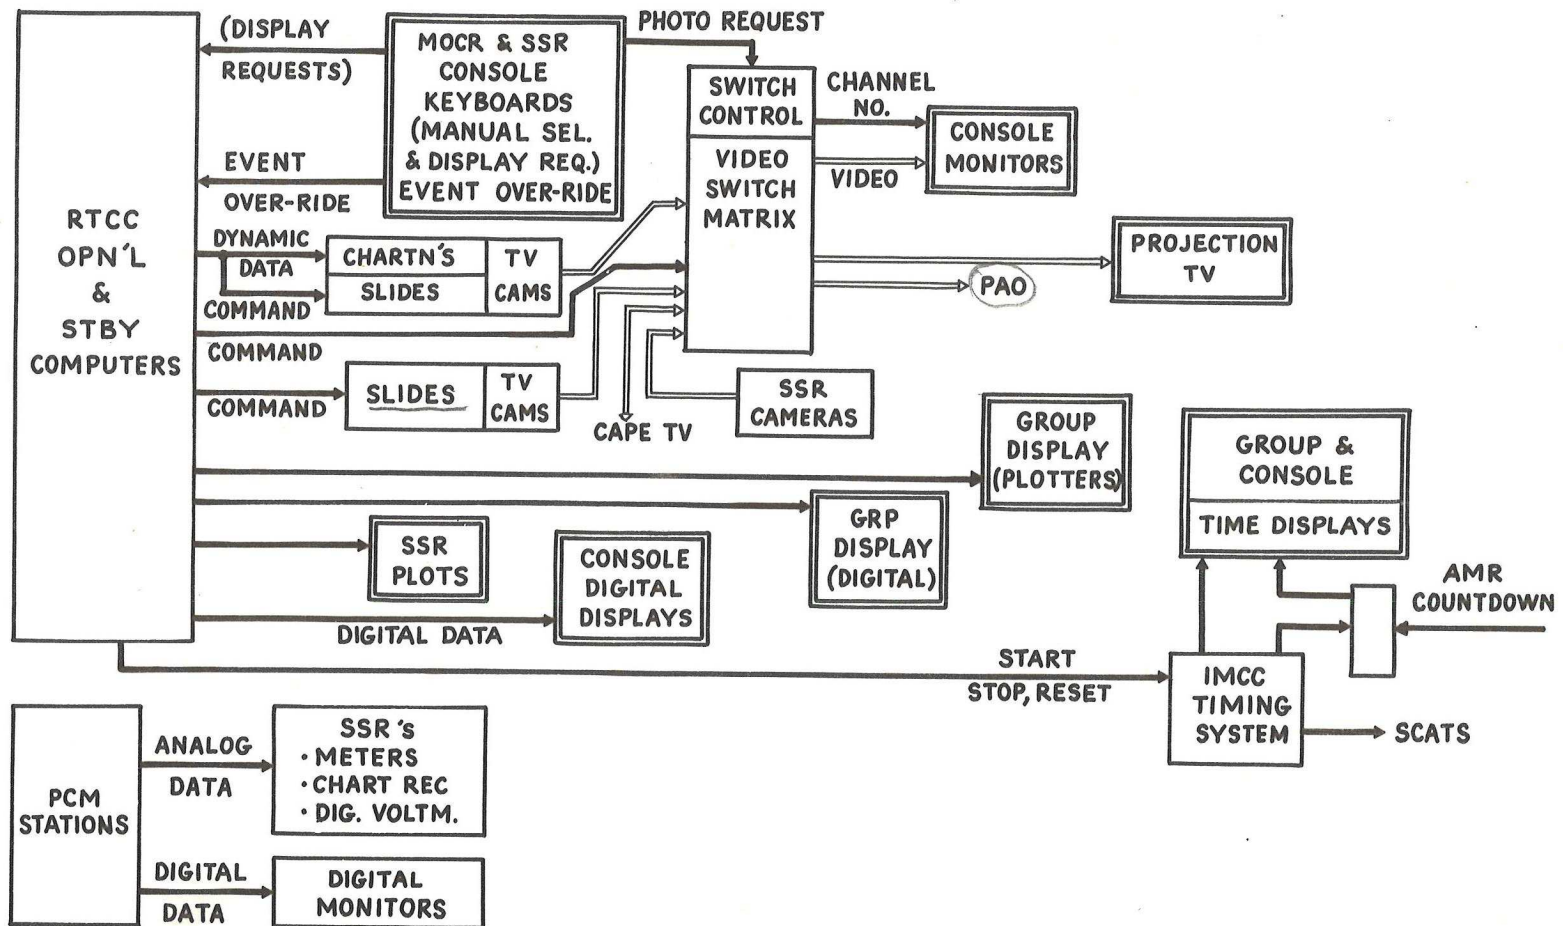 RTCC
OPN'L
&
STBY
COMPUTERS
(DISPLAY
REQUESTS)
EVENT
OVER-RIDE
MOCR & SSR
CONSOLE
KEYBOARDS
(MANUAL SEL.
& DISPLAY REQ.)
EVENT OVER-RIDE
PHOTO REQUEST
SWITCH
CONTROL
VIDEO
SWITCH
MATRIX
CHANNEL
NO.
VIDEO
CONSOLE
MONITORS
PROJECTION
TV
PAO
DYNAMIC
DATA
COMMAND
CHARTN'S
SLIDES
TV
CAMS
COMMAND
COMMAND
SLIDES
TV
CAMS
CAPE TV
SSR
CAMERAS
GROUP
DISPLAY
(PLOTTERS)
GRP
DISPLAY
(DIGITAL)
SSR
PLOTS
CONSOLE
DIGITAL
DISPLAYS
DIGITAL DATA
GROUP &
CONSOLE
TIME DISPLAYS
AMR
COUNTDOWN
START
STOP, RESET
IMCC
TIMING
SYSTEM
SCATS
PCM
STATIONS
ANALOG
DATA
SSR's
· METERS
· CHART REC
· DIG. VOLTM.
DIGITAL
DATA
DIGITAL
MONITORS